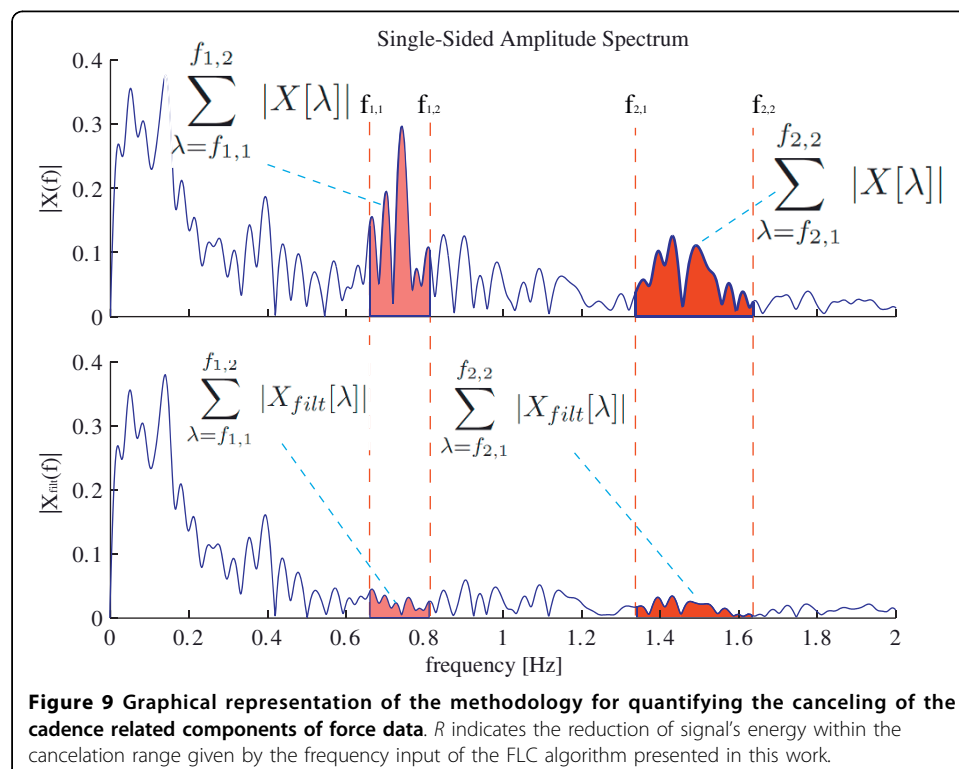 Single-Sided Amplitude Spectrum
0.4
0.3
0.2
0.1
0
|X(f)|
f₁,₂
∑ |X[λ]|
λ=f₁,₁
f₁,₁ f₁,₂ f₂,₁ f₂,₂
f₂,₂
∑ |X[λ]|
λ=f₂,₁
0.4
0.3
0.2
0.1
0
|X_filt(f)|
f₁,₂
∑ |X_filt[λ]|
λ=f₁,₁
f₂,₂
∑ |X_filt[λ]|
λ=f₂,₁
0 0.2 0.4 0.6 0.8 1 1.2 1.4 1.6 1.8 2
frequency [Hz]
Figure 9 Graphical representation of the methodology for quantifying the canceling of the
cadence related components of force data. R indicates the reduction of signal's energy within the
cancelation range given by the frequency input of the FLC algorithm presented in this work.